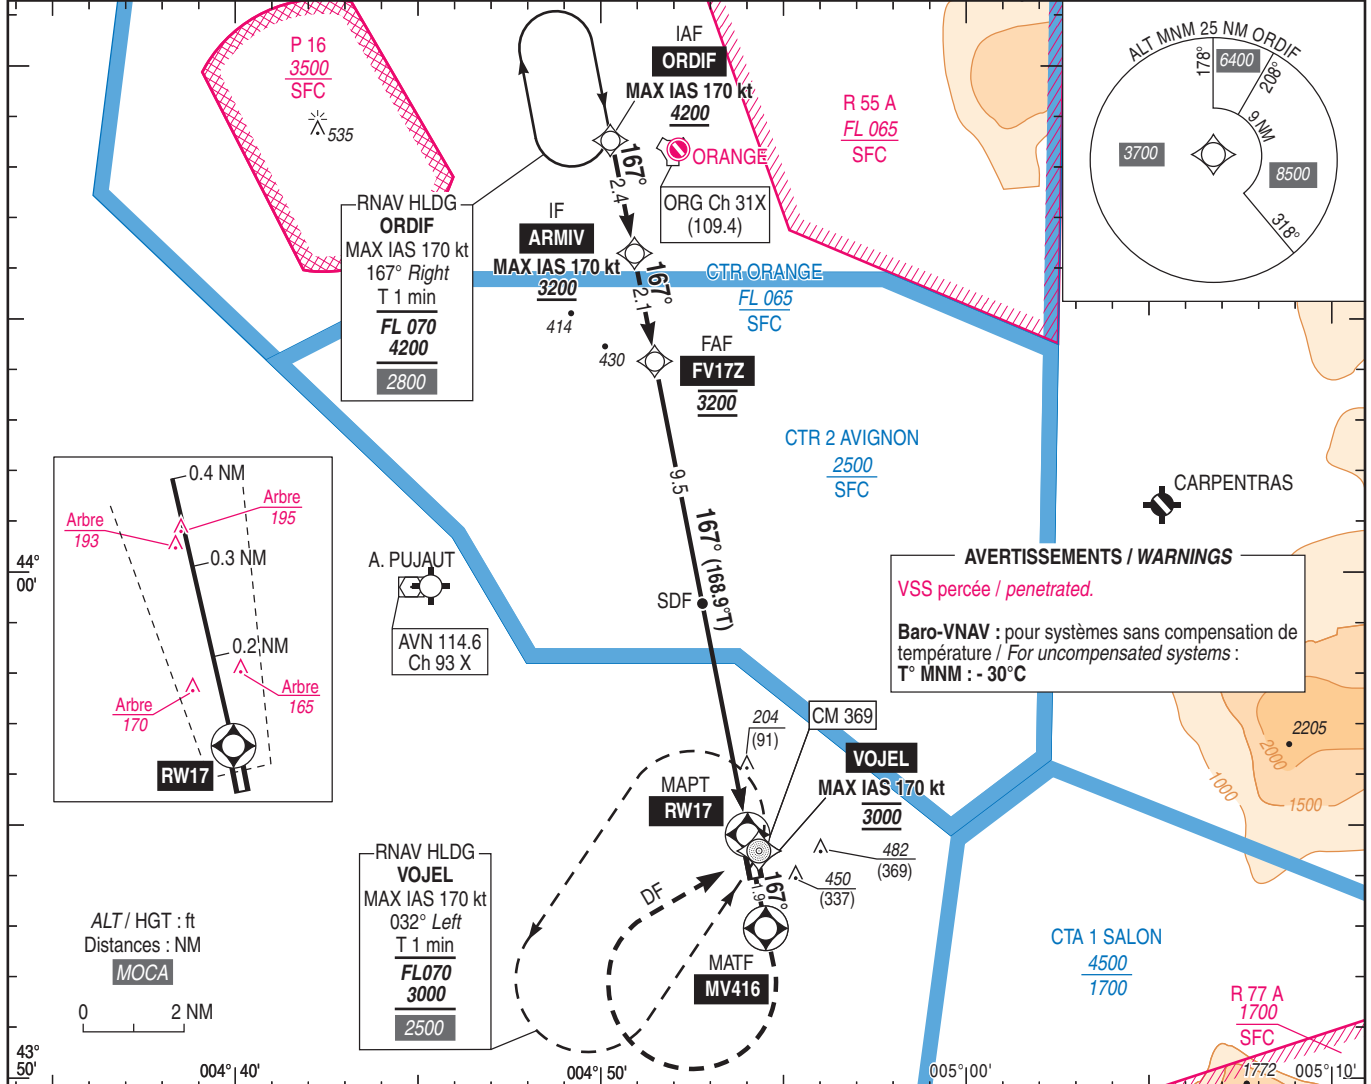 P 16
3500
SFC
535
IAF
ORDIF
MAX IAS 170 kt
4200
167°
2.4
ORANGE
ORG Ch 31X
(109.4)
R 55 A
FL 065
SFC
ALT MNM 25 NM ORDIF
178°
6400
208°
9 NM
3700
8500
318°
RNAV HLDG
ORDIF
MAX IAS 170 kt
167° Right
T 1 min
FL 070
4200
2800
IF
ARMIV
MAX IAS 170 kt
3200
414
430
167°
2.1
CTR ORANGE
FL 065
SFC
FAF
FV17Z
3200
CTR 2 AVIGNON
2500
SFC
9.5
167° (168.9°T)
SDF
CARPENTRAS
0.4 NM
Arbre
195
Arbre
193
0.3 NM
0.2 NM
Arbre
170
Arbre
165
RW17
44°
00'
A. PUJAUT
AVN 114.6
Ch 93 X
AVERTISSEMENTS / WARNINGS
VSS percée / penetrated.
Baro-VNAV : pour systèmes sans compensation de
température / For uncompensated systems :
T° MNM : - 30°C
2205
2000
1500
1000
204
(91)
CM 369
MAPT
RW17
VOJEL
MAX IAS 170 kt
3000
482
(369)
450
(337)
DF
1.9
167°
MATF
MV416
RNAV HLDG
VOJEL
MAX IAS 170 kt
032° Left
T 1 min
FL070
3000
2500
ALT / HGT : ft
Distances : NM
MOCA
0
2 NM
CTA 1 SALON
4500
1700
R 77 A
1700
SFC
1772
43°
50'
004° 40'
004° 50'
005° 00'
005° 10'